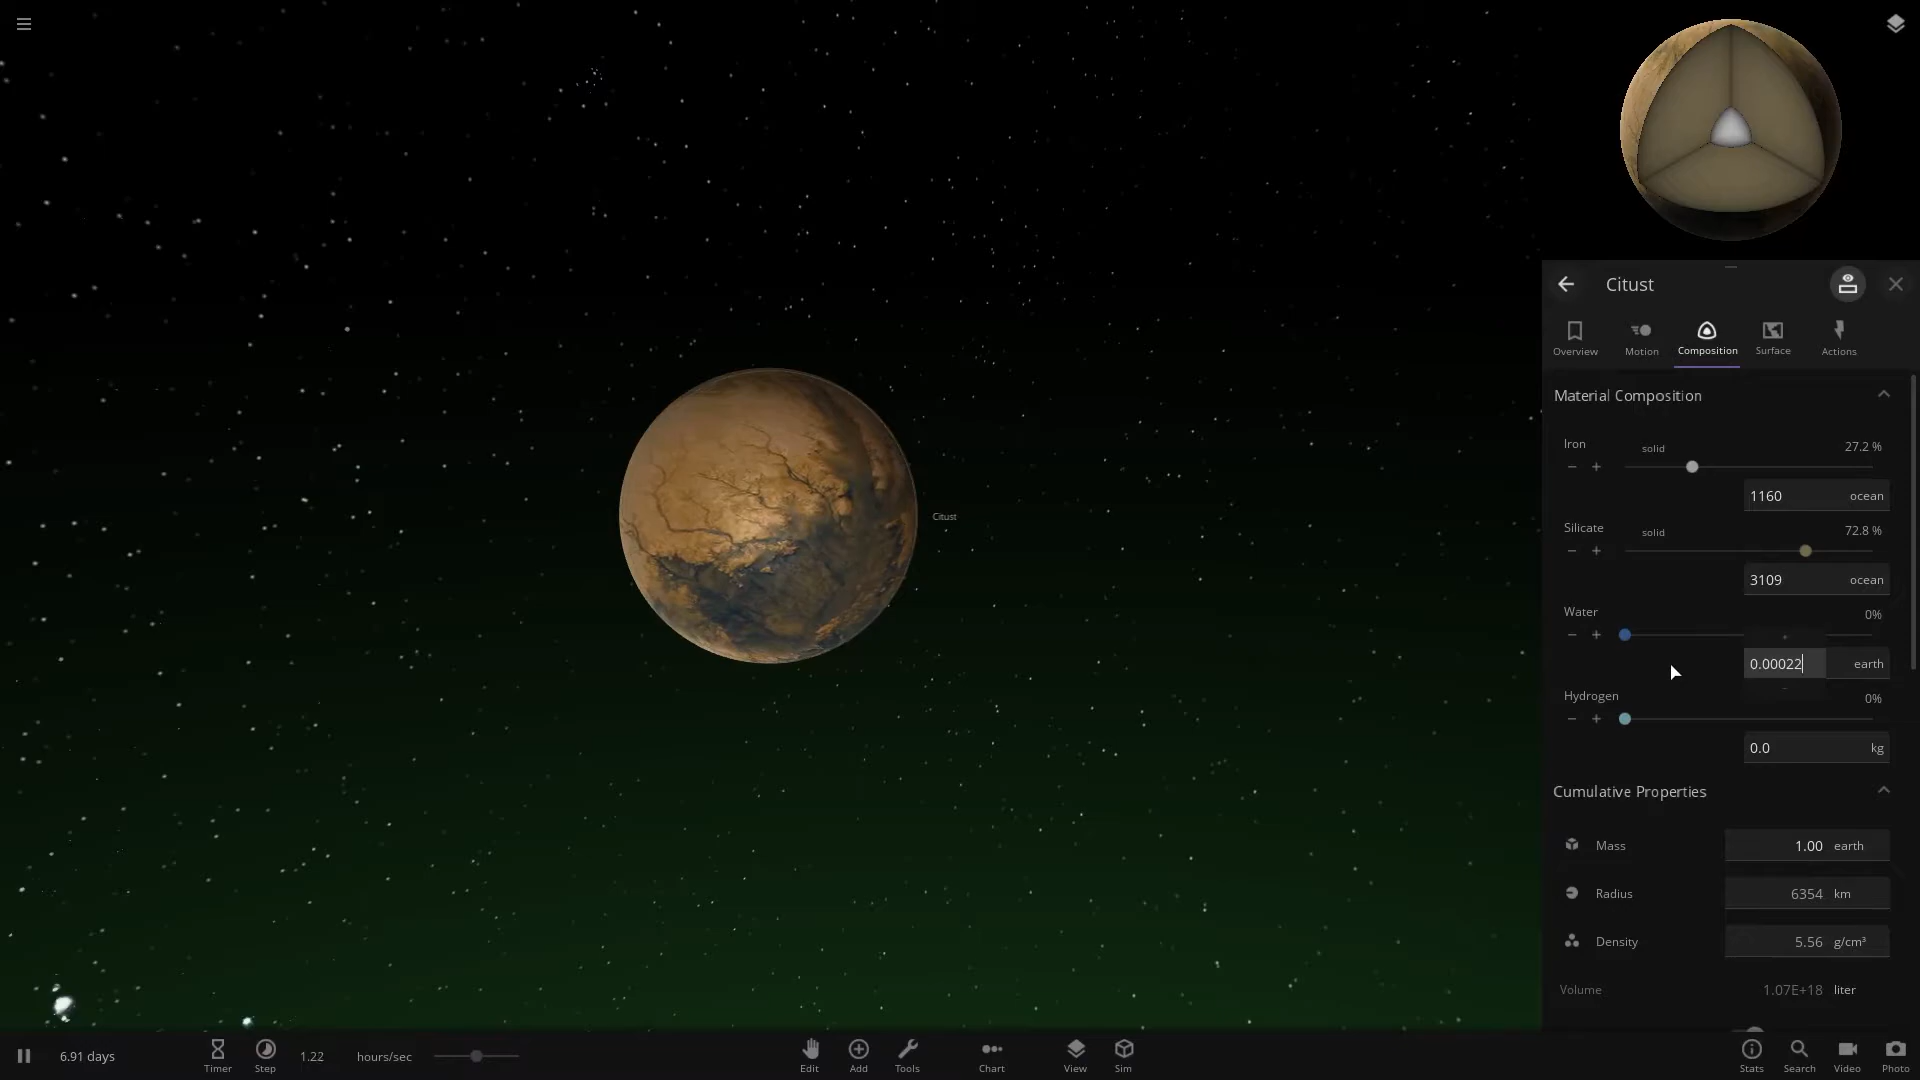 Citust
Citust
Overview
Motion
Composition
Surface
Actions
Material Composition
Iron
solid
27.2 %
1160 ocean
Silicate
solid
72.8 %
3109 ocean
Water
0%
0.00022 earth
Hydrogen
0%
0.0 kg
Cumulative Properties
Mass 1.00 earth
Radius 6354 km
Density 5.56 g/cm³
Volume 1.07E+18 liter
6.91 days
Timer
Step
1.22 hours/sec
Edit
Add
Tools
Chart
View
Sim
Stats
Search
Video
Photo